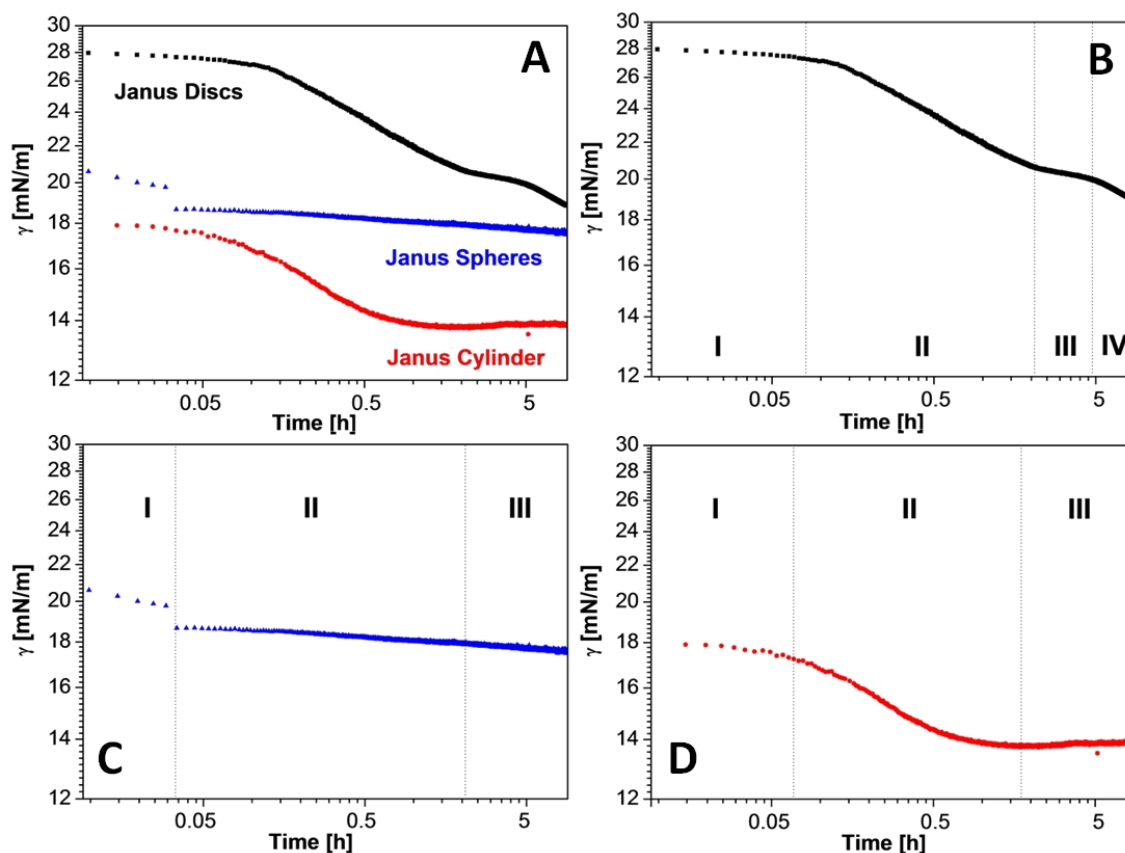 30
28
26
24
22
20
18
16
14
12
γ [mN/m]
A
Janus Discs
Janus Spheres
Janus Cylinder
0.05
0.5
5
Time [h]
30
28
26
24
22
20
18
16
14
12
γ [mN/m]
B
I
II
III
IV
0.05
0.5
5
Time [h]
30
28
26
24
22
20
18
16
14
12
γ [mN/m]
I
II
III
C
0.05
0.5
5
Time [h]
30
28
26
24
22
20
18
16
14
12
γ [mN/m]
I
II
III
D
0.05
0.5
5
Time [h]